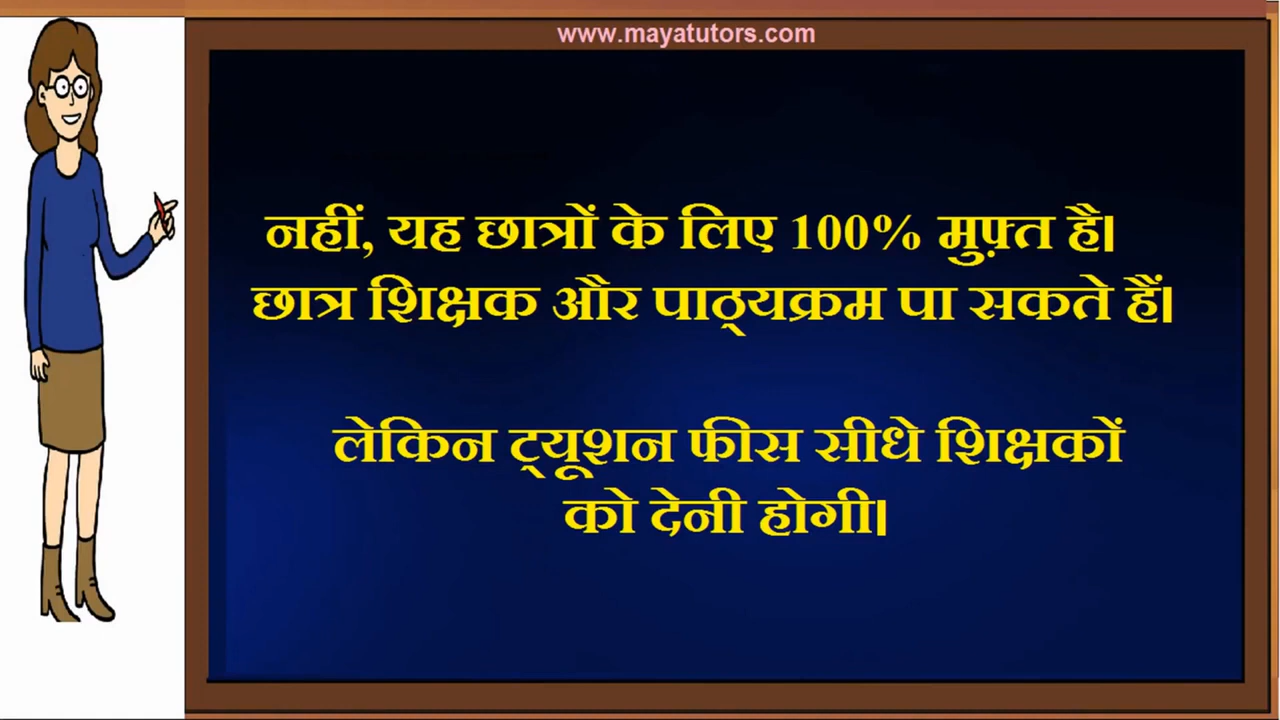 www.mayatutors.com
नहीं, यह छात्रों के लिए 100% मुफ़्त है।
छात्र शिक्षक और पाठ्यक्रम पा सकते हैं।
लेकिन ट्यूशन फीस सीधे शिक्षकों
को देनी होगी।